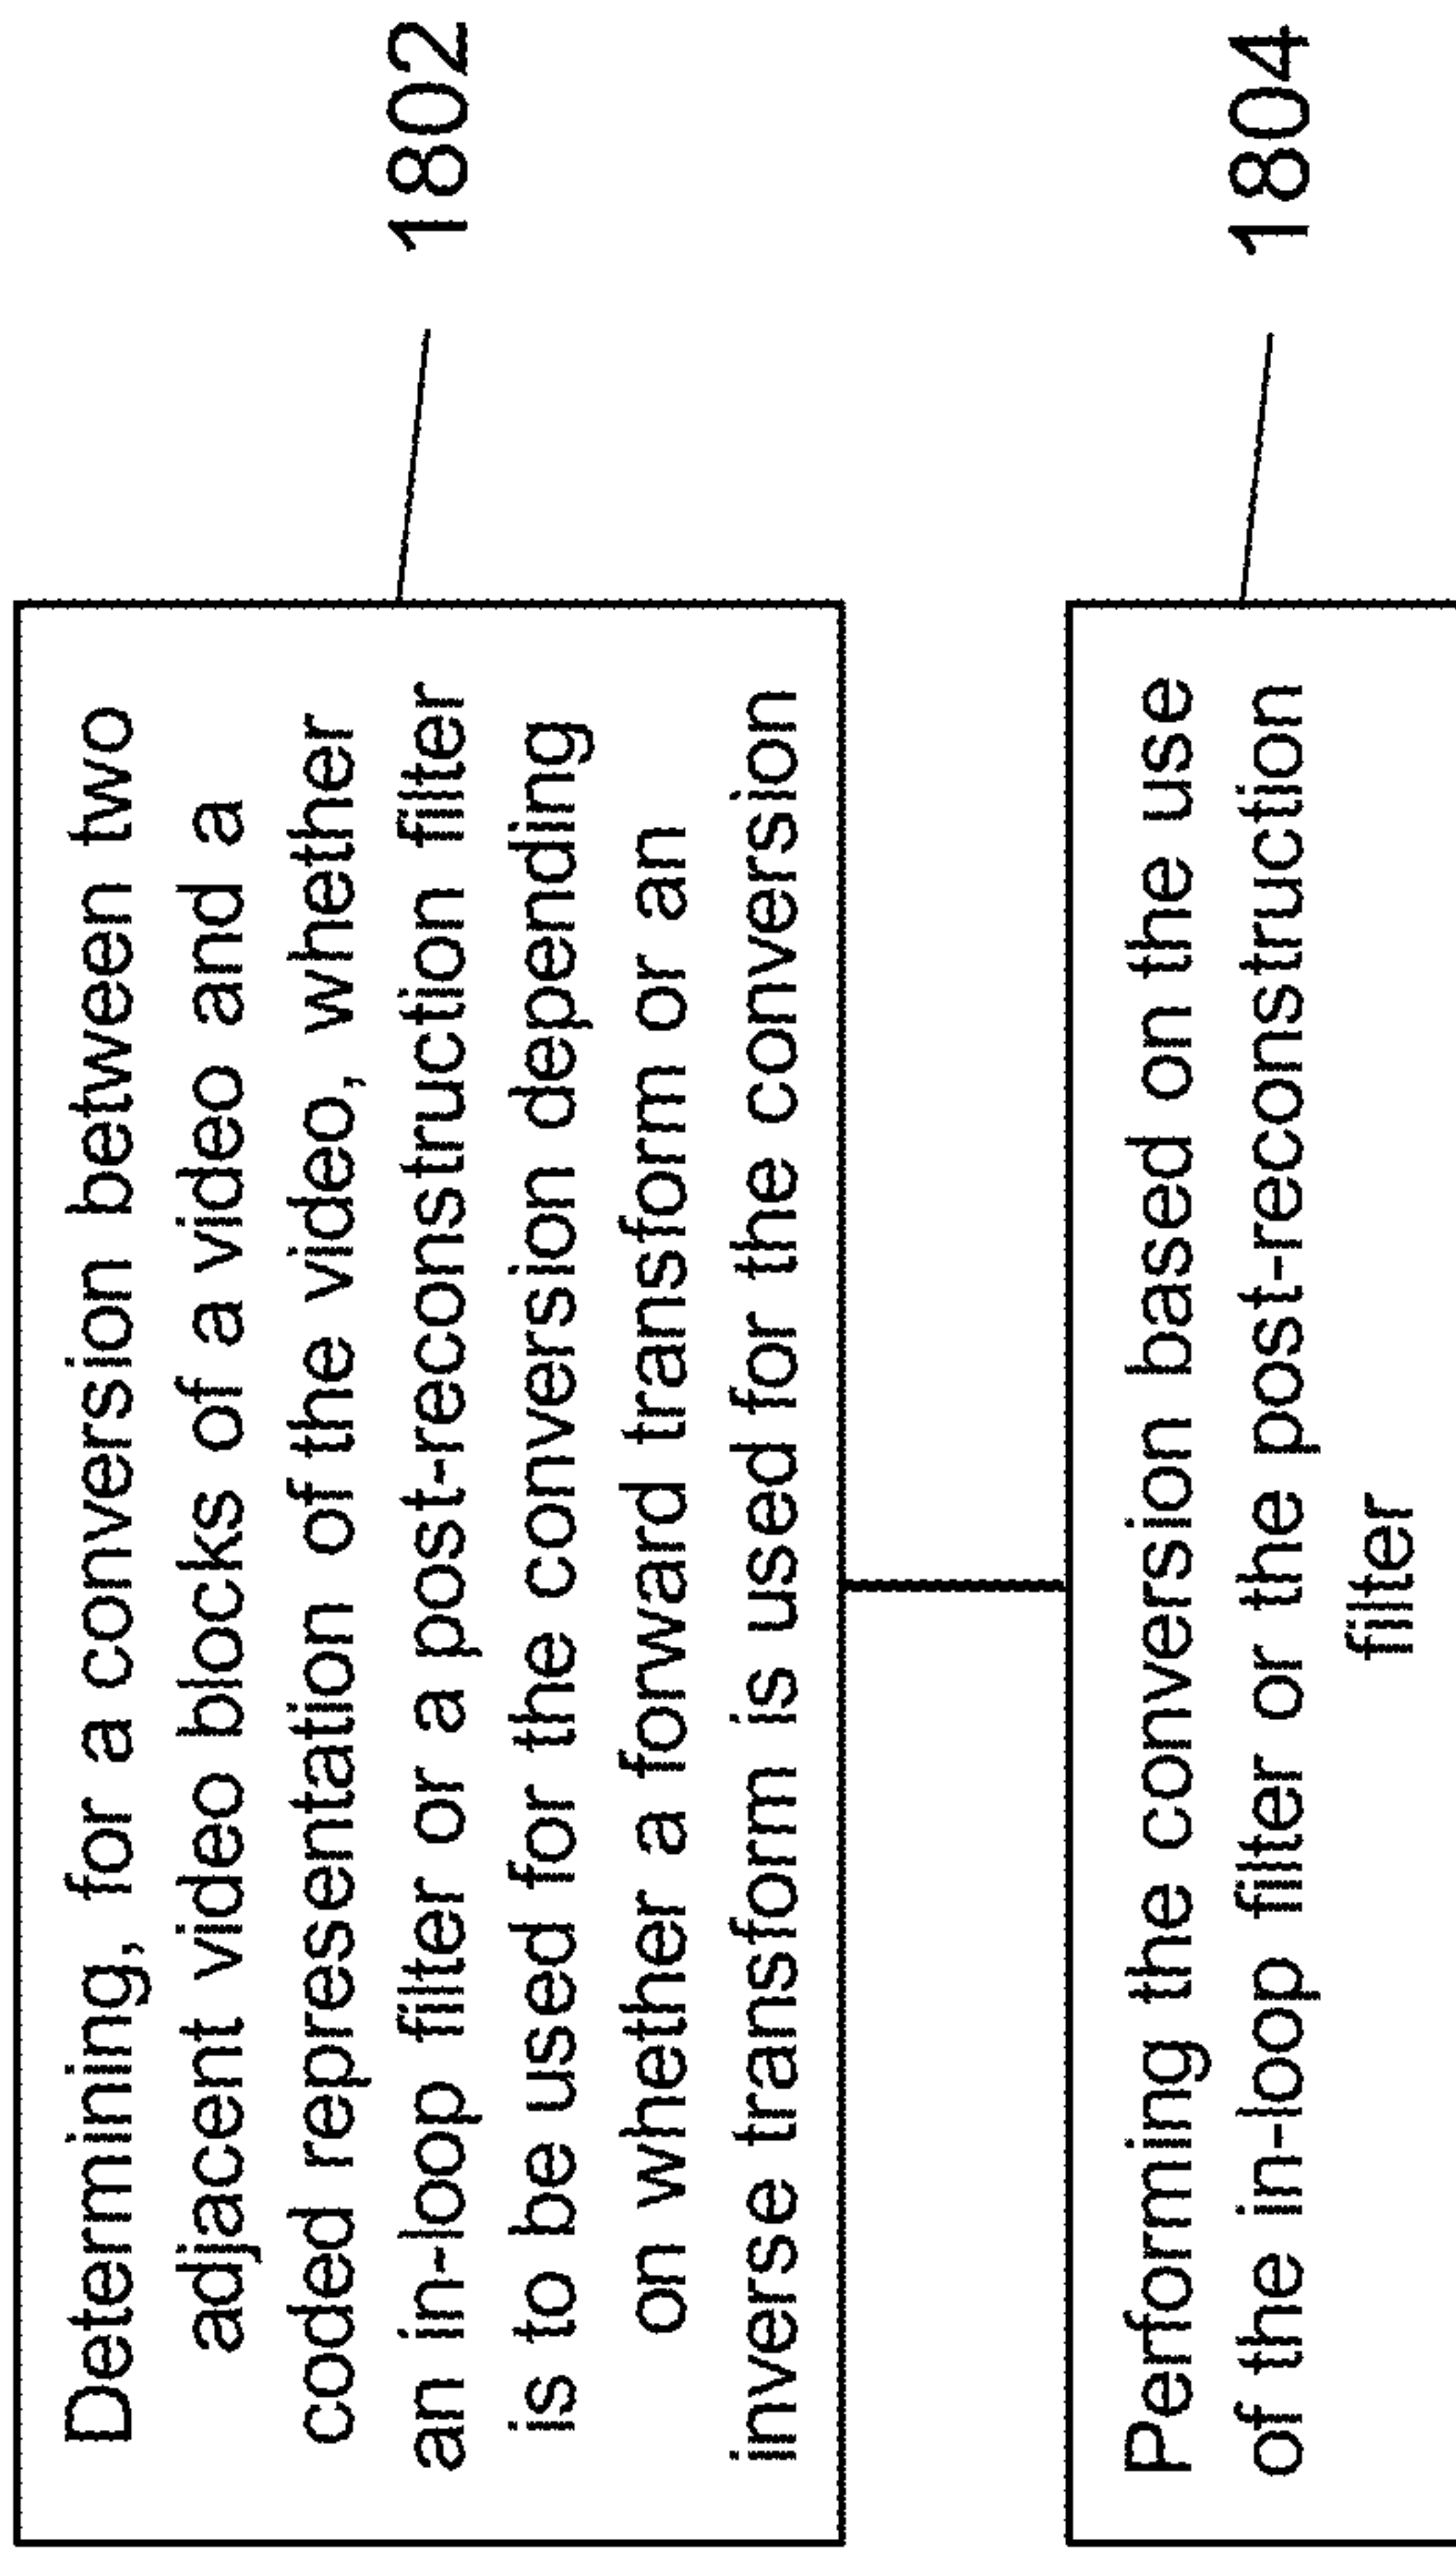 Determining, for a conversion between two
adjacent video blocks of a video and a
coded representation of the video, whether
an in-loop filter or a post-reconstruction filter
is to be used for the conversion depending
on whether a forward transform or an
inverse transform is used for the conversion
1802
Performing the conversion based on the use
of the in-loop filter or the post-reconstruction
filter
1804